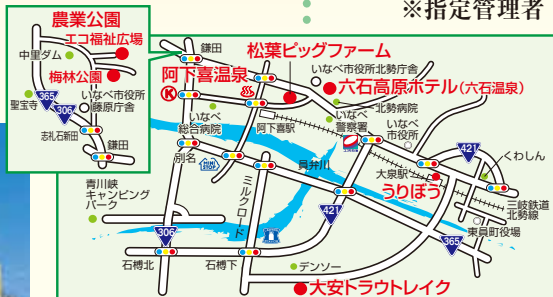 ※指定管理者
農業公園
エコ福祉広場
中里ダム
梅林公園
いなべ市役所
藤原庁舎
365
306
聖宝寺
志礼石新田
鎌田
鎌田
松葉ピッグファーム
阿下喜温泉
いなべ市役所北勢庁舎
六石高原ホテル(六石温泉)
K
いなべ
総合病院
阿下喜駅
北勢病院
いなべ
警察署
いなべ
市役所
421
別名
MINI STOP
員弁川
大泉駅
くわしん
うりぼう
青川峡
キャンピング
パーク
ミルクロード
421
三岐鉄道
北勢線
東員町役場
306
365
石榑北
石榑下
デンソー
大安トラウトレイク